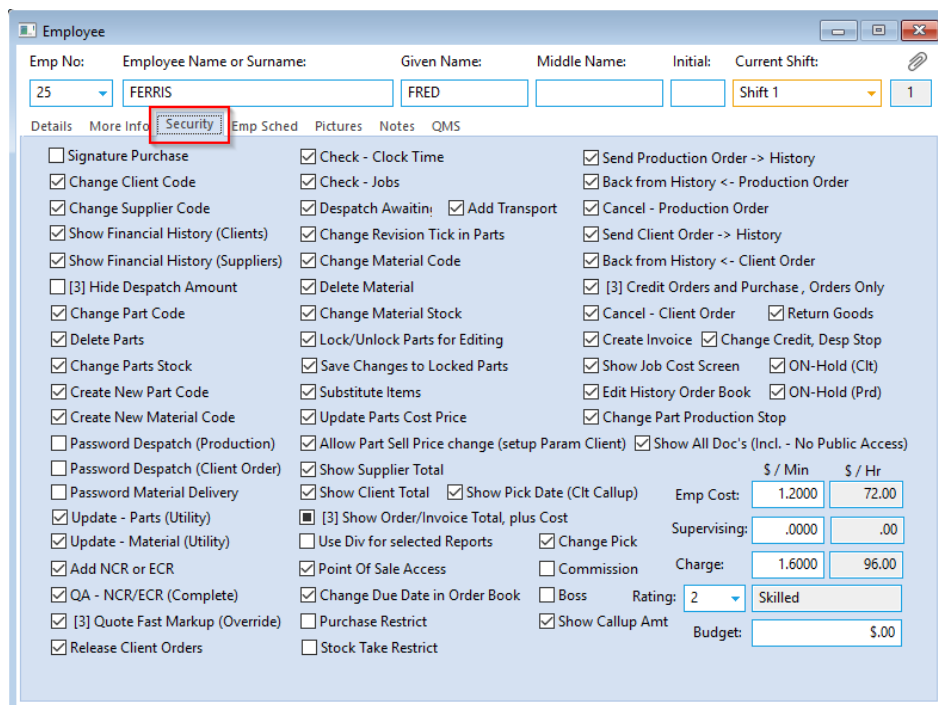 Employee
Emp No: Employee Name or Surname: Given Name: Middle Name: Initial: Current Shift:
25 FERRIS FRED Shift 1 1
Details More Info Security Emp Sched Pictures Notes QMS
Signature Purchase Check - Clock Time Send Production Order -> History
Change Client Code Check - Jobs Back from History <- Production Order
Change Supplier Code Despatch Awaiting Add Transport Cancel - Production Order
Show Financial History (Clients) Change Revision Tick in Parts Send Client Order -> History
Show Financial History (Suppliers) Change Material Code Back from History <- Client Order
[3] Hide Despatch Amount Delete Material [3] Credit Orders and Purchase , Orders Only
Change Part Code Change Material Stock Cancel - Client Order Return Goods
Delete Parts Lock/Unlock Parts for Editing Create Invoice Change Credit, Desp Stop
Change Parts Stock Save Changes to Locked Parts Show Job Cost Screen ON-Hold (Clt)
Create New Part Code Substitute Items Edit History Order Book ON-Hold (Prd)
Create New Material Code Update Parts Cost Price Change Part Production Stop
Password Despatch (Production) Allow Part Sell Price change (setup Param Client) Show All Doc's (Incl. - No Public Access)
Password Despatch (Client Order) Show Supplier Total $ / Min $ / Hr
Password Material Delivery Show Client Total Show Pick Date (Clt Callup) Emp Cost: 1.2000 72.00
Update - Parts (Utility) [3] Show Order/Invoice Total, plus Cost Supervising: .0000 .00
Update - Material (Utility) Use Div for selected Reports Change Pick
Add NCR or ECR Point Of Sale Access Commission Charge: 1.6000 96.00
QA - NCR/ECR (Complete) Change Due Date in Order Book Boss Rating: 2 Skilled
[3] Quote Fast Markup (Override) Purchase Restrict Show Callup Amt Budget: $.00
Release Client Orders Stock Take Restrict